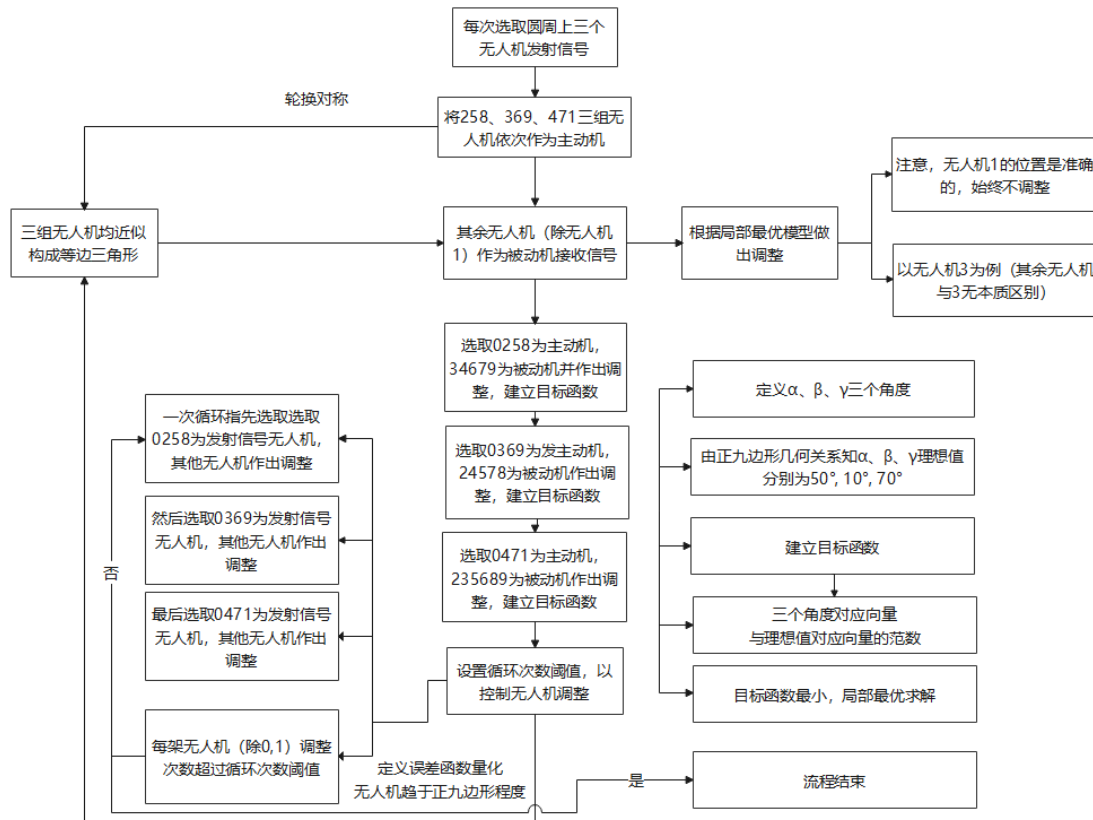 每次选取圆周上三个
无人机发射信号
轮换对称
将258、369、471三组无
人机依次作为主动机
注意，无人机1的位置是准确
的，始终不调整
三组无人机均近似
构成等边三角形
其余无人机（除无人机
1）作为被动机接收信号
根据局部最优模型做
出调整
以无人机3为例（其余无人机
与3无本质区别）
选取0258为主动机，
34679为被动机并作出调
整，建立目标函数
定义α、β、γ三个角度
一次循环指先选取选取
0258为发射信号无人机，
其他无人机作出调整
选取0369为发主动机，
24578为被动机作出调
整，建立目标函数
由正九边形几何关系知α、β、γ理想值
分别为50°, 10°, 70°
然后选取0369为发射信号
无人机，其他无人机作出
调整
选取0471为主动机，
235689为被动机作出调
整，建立目标函数
建立目标函数
否
最后选取0471为发射信号
无人机，其他无人机作出
调整
三个角度对应向量
与理想值对应向量的范数
设置循环次数阈值，以
控制无人机调整
目标函数最小，局部最优求解
每架无人机（除0,1）调整
次数超过循环次数阈值
定义误差函数量化
无人机趋于正九边形程度
是
流程结束